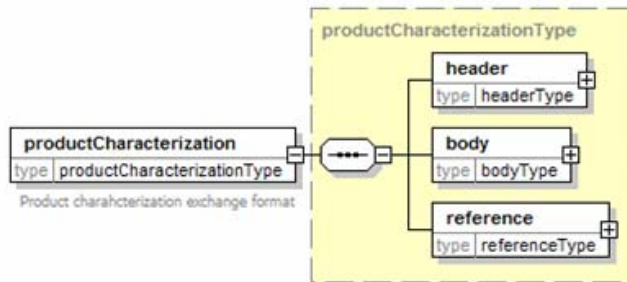 productCharacterizationType
header
type headerType
productCharacterization
type productCharacterizationType
Product charahcterization exchange format
body
type bodyType
reference
type referenceType